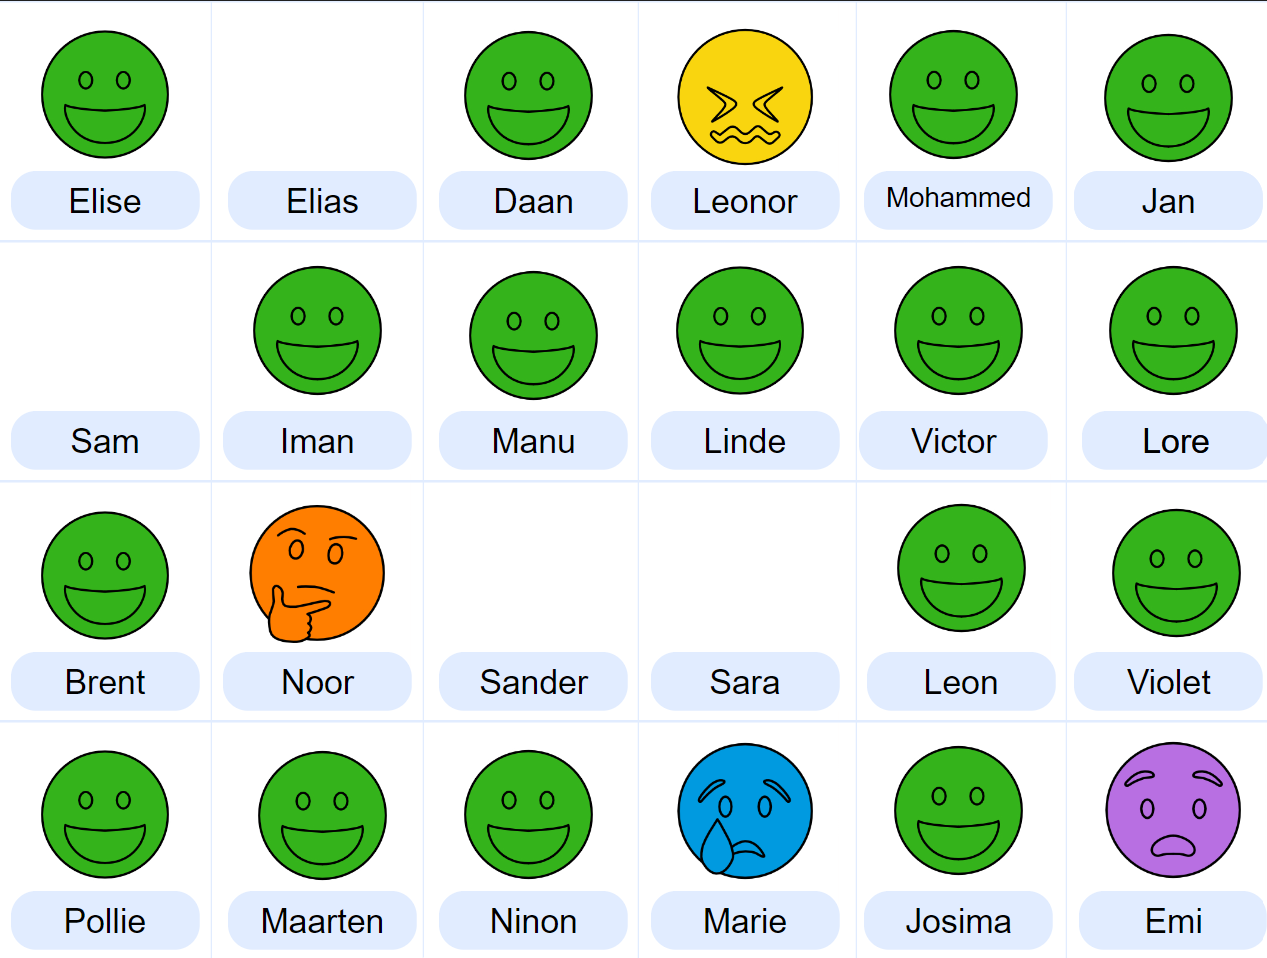 Elise
Elias
Daan
Leonor
Mohammed
Jan
Sam
Iman
Manu
Linde
Victor
Lore
Brent
Noor
Sander
Sara
Leon
Violet
Pollie
Maarten
Ninon
Marie
Josima
Emi